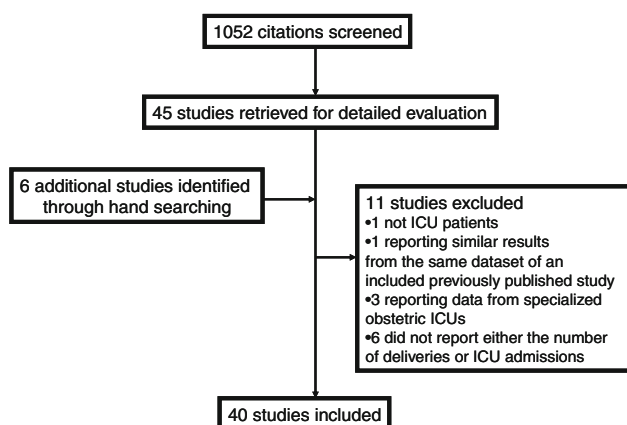 1052 citations screened
45 studies retrieved for detailed evaluation
6 additional studies identified
through hand searching
11 studies excluded
•1 not ICU patients
•1 reporting similar results
from the same dataset of an
included previously published study
•3 reporting data from specialized
obstetric ICUs
•6 did not report either the number
of deliveries or ICU admissions
40 studies included